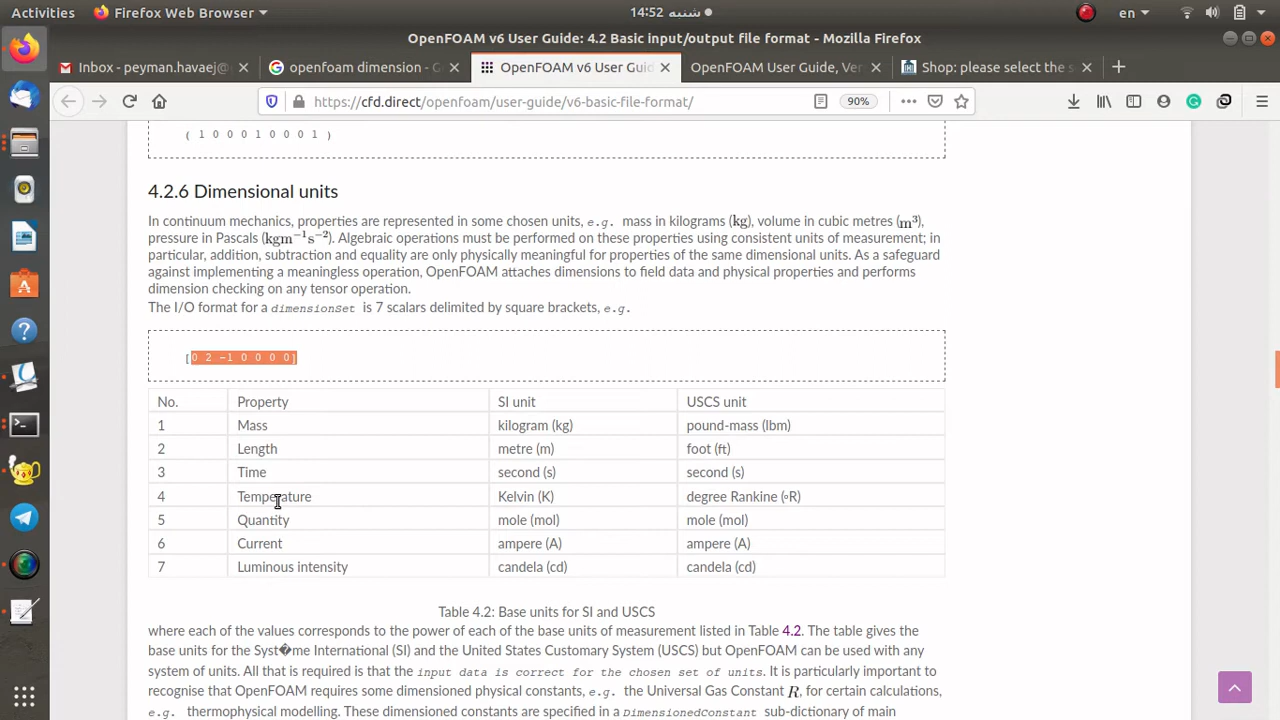 Activities Firefox Web Browser 14:52 شنبه en
OpenFOAM v6 User Guide: 4.2 Basic input/output file format - Mozilla Firefox
Inbox - peyman.havaej@ openfoam dimension - G OpenFOAM v6 User Guid OpenFOAM User Guide, Ver Shop: please select the s
https://cfd.direct/openfoam/user-guide/v6-basic-file-format/ 90%
( 1 0 0 0 1 0 0 0 1 )
4.2.6 Dimensional units
In continuum mechanics, properties are represented in some chosen units, e.g. mass in kilograms (kg), volume in cubic metres (m³),
pressure in Pascals (kgm⁻¹s⁻²). Algebraic operations must be performed on these properties using consistent units of measurement; in
particular, addition, subtraction and equality are only physically meaningful for properties of the same dimensional units. As a safeguard
against implementing a meaningless operation, OpenFOAM attaches dimensions to field data and physical properties and performs
dimension checking on any tensor operation.
The I/O format for a dimensionSet is 7 scalars delimited by square brackets, e.g.
[0 2 −1 0 0 0 0]
No. Property SI unit USCS unit
1 Mass kilogram (kg) pound-mass (lbm)
2 Length metre (m) foot (ft)
3 Time second (s) second (s)
4 Temperature Kelvin (K) degree Rankine (∘R)
5 Quantity mole (mol) mole (mol)
6 Current ampere (A) ampere (A)
7 Luminous intensity candela (cd) candela (cd)
Table 4.2: Base units for SI and USCS
where each of the values corresponds to the power of each of the base units of measurement listed in Table 4.2. The table gives the
base units for the Syst�me International (SI) and the United States Customary System (USCS) but OpenFOAM can be used with any
system of units. All that is required is that the input data is correct for the chosen set of units. It is particularly important to
recognise that OpenFOAM requires some dimensioned physical constants, e.g. the Universal Gas Constant R, for certain calculations,
e.g. thermophysical modelling. These dimensioned constants are specified in a DimensionedConstant sub-dictionary of main